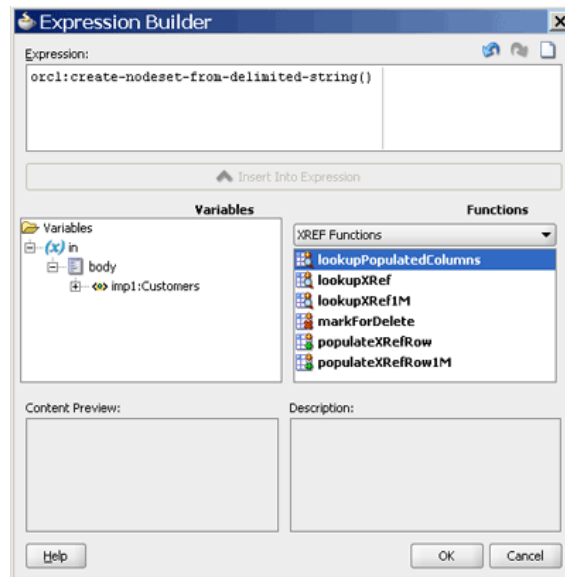 Expression Builder
Expression:
orcl:create-nodeset-from-delimited-string()
Insert Into Expression
Variables
Functions
Variables
(x) in
body
imp1:Customers
XREF Functions
lookupPopulatedColumns
lookupXRef
lookupXRef1M
markForDelete
populateXRefRow
populateXRefRow1M
Content Preview:
Description:
Help
OK
Cancel